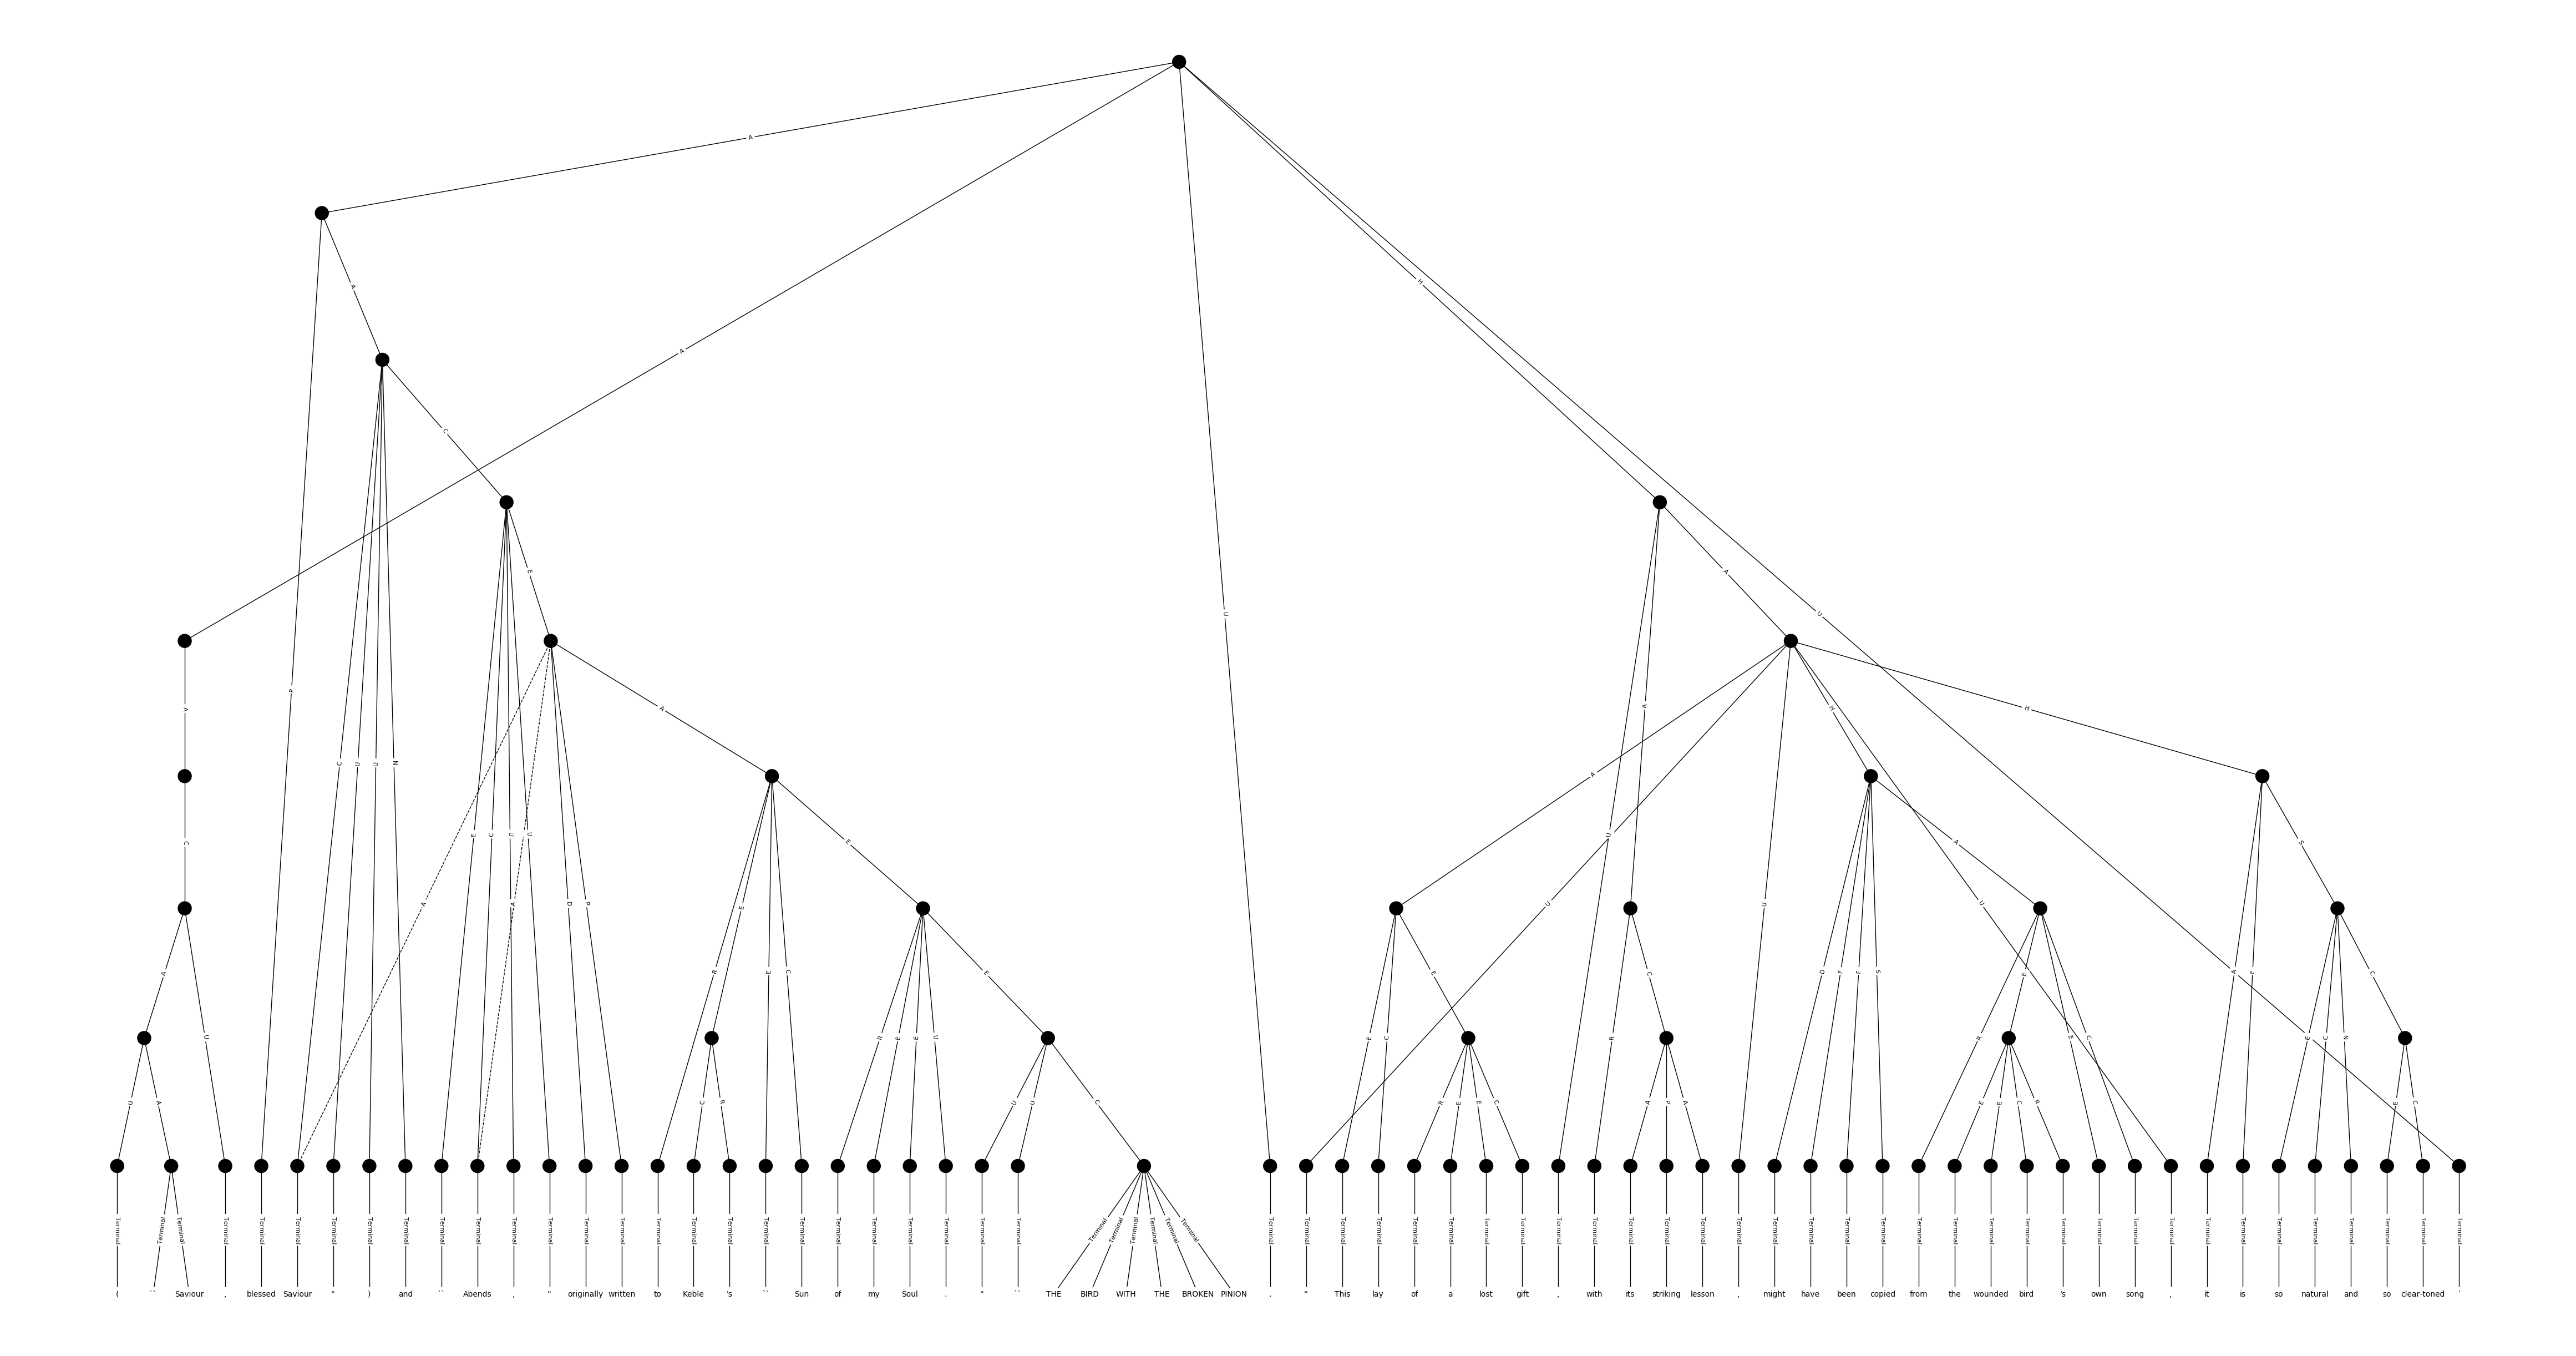 A
A
H
A
C
E
A
U
U
P
A
A
A
C
U
U
N
A
H
H
U
A
U
C
E
C
U
U
E
A
S
A
A
D
P
A
U
U
U
A
R
E
E
C
E
E
D
F
F
S
E
A
F
C
U
R
E
E
U
E
C
R
C
R
E
C
E
C
N
U
A
C
R
U
U
C
R
E
E
C
A
P
A
E
E
C
R
E
C
Terminal Terminal Terminal Terminal Terminal Terminal Terminal Terminal Terminal Terminal Terminal Terminal Terminal Terminal Terminal Terminal Terminal Terminal Terminal Terminal Terminal Terminal Terminal Terminal Terminal Terminal Terminal Terminal Terminal Terminal Terminal Terminal Terminal Terminal Terminal Terminal Terminal Terminal Terminal Terminal Terminal Terminal Terminal Terminal Terminal Terminal Terminal Terminal Terminal Terminal Terminal Terminal Terminal Terminal Terminal Terminal Terminal Terminal Terminal Terminal Terminal Terminal Terminal Terminal Terminal Terminal
( `` Saviour , blessed Saviour " ) and `` Abends , " originally written to Keble 's `` Sun of my Soul . " `` THE BIRD WITH THE BROKEN PINION . " This lay of a lost gift , with its striking lesson , might have been copied from the wounded bird 's own song , it is so natural and so clear-toned .